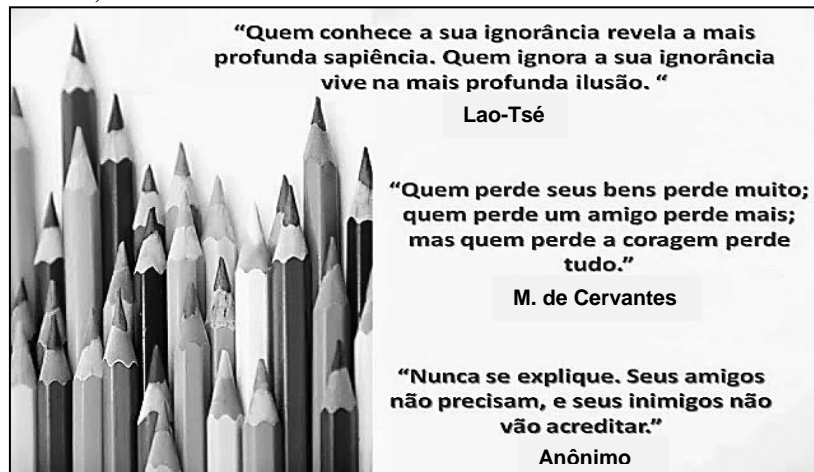 “Quem conhece a sua ignorância revela a mais
profunda sapiência. Quem ignora a sua ignorância
vive na mais profunda ilusão. “
Lao-Tsé
“Quem perde seus bens perde muito;
quem perde um amigo perde mais;
mas quem perde a coragem perde
tudo.”
M. de Cervantes
“Nunca se explique. Seus amigos
não precisam, e seus inimigos não
vão acreditar.”
Anônimo